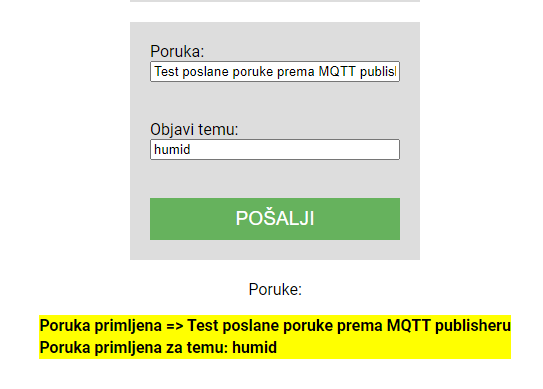 Poruka:
Test poslane poruke prema MQTT publish
Objavi temu:
humid
POŠALJI
Poruke:
Poruka primljena => Test poslane poruke prema MQTT publisheru
Poruka primljena za temu: humid